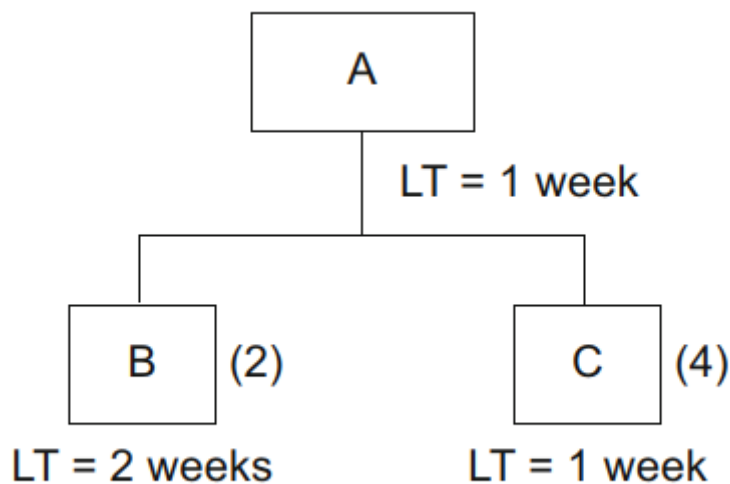 A
LT = 1 week
B (2)
C (4)
LT = 2 weeks
LT = 1 week